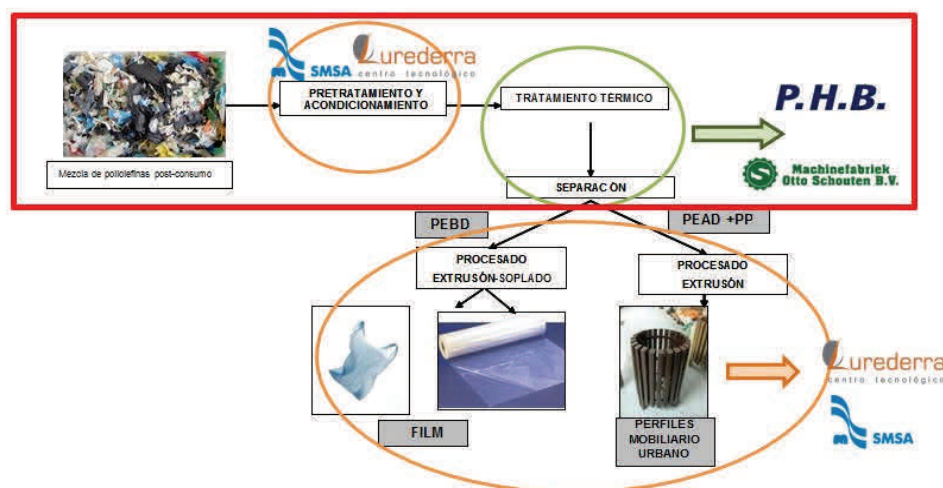 SMSA
Lurederra
centro tecnológico
PRETRATAMIENTO Y
ACONDICIONAMIENTO
TRATAMIENTO TÉRMICO
P.H.B.
Mezcla de poliolefinas post-consumo
SEPARACÓN
S
Machinefabriek
Otto Schouten B.V.
PEBD
PEAD +PP
PROCESADO
EXTRUSÓN-SOPLADO
PROCESADO
EXTRUSÓN
Lurederra
centro tecnológico
FILM
PERFILES
MOBILIARIO
URBANO
SMSA